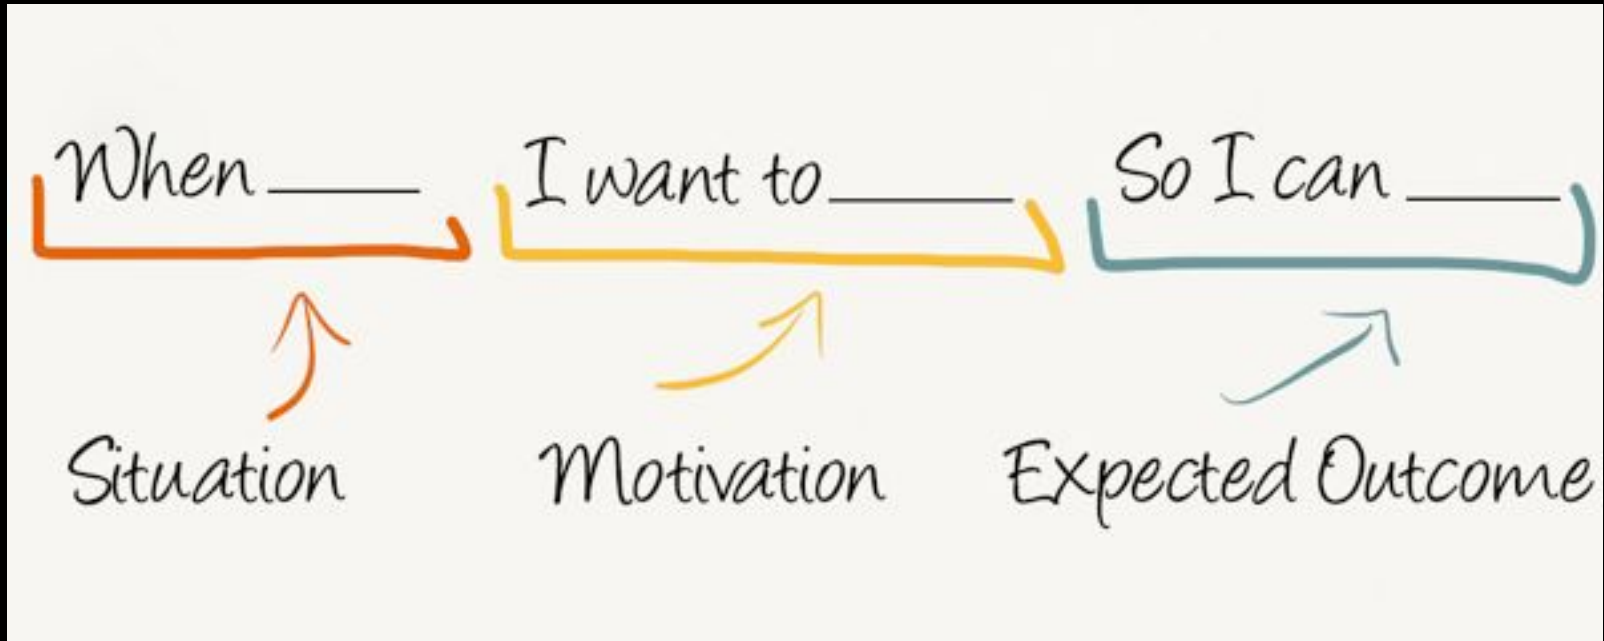 When ____ I want to ____ So I can ____
Situation Motivation Expected Outcome